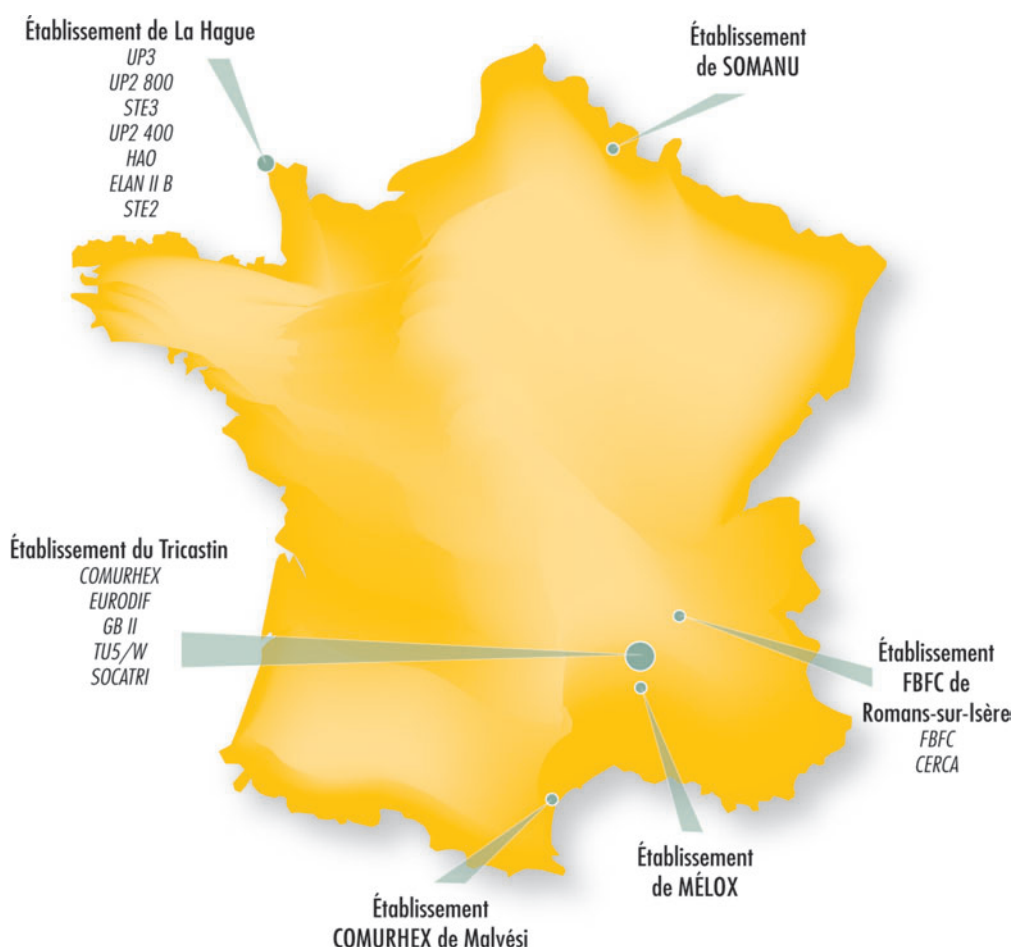 Établissement de La Hague
UP3
UP2 800
STE3
UP2 400
HAO
ELAN II B
STE2
Établissement
de SOMANU
Établissement du Tricastin
COMURHEX
EURODIF
GB II
TU5/W
SOCATRI
Établissement
FBFC de
Romans-sur-Isère
FBFC
CERCA
Établissement
de MÉLOX
Établissement
COMURHEX de Malvési